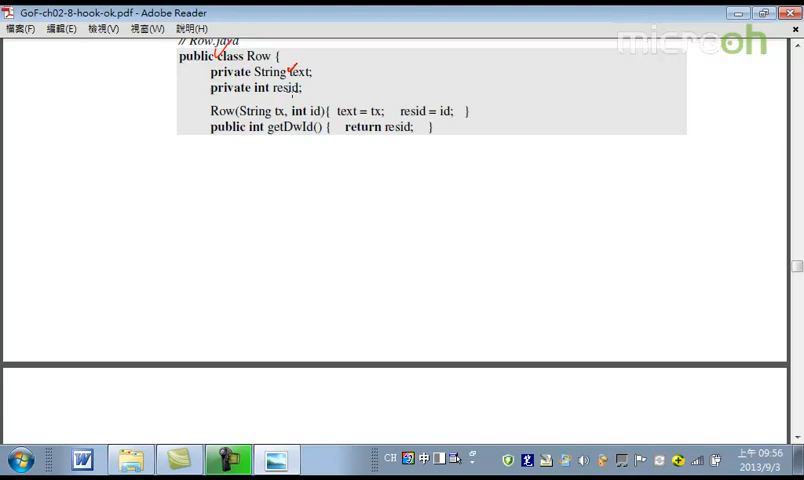 GoF-ch02-8-hook-ok.pdf - Adobe Reader
檔案(F) 編輯(E) 檢視(V) 視窗(W) 說明(H)
microoh
// Row.java
public class Row {
private String text;
private int resid;
Row(String tx, int id){ text = tx; resid = id; }
public int getDwId() { return resid; }
CH 中
上午 09:56
2013/9/3